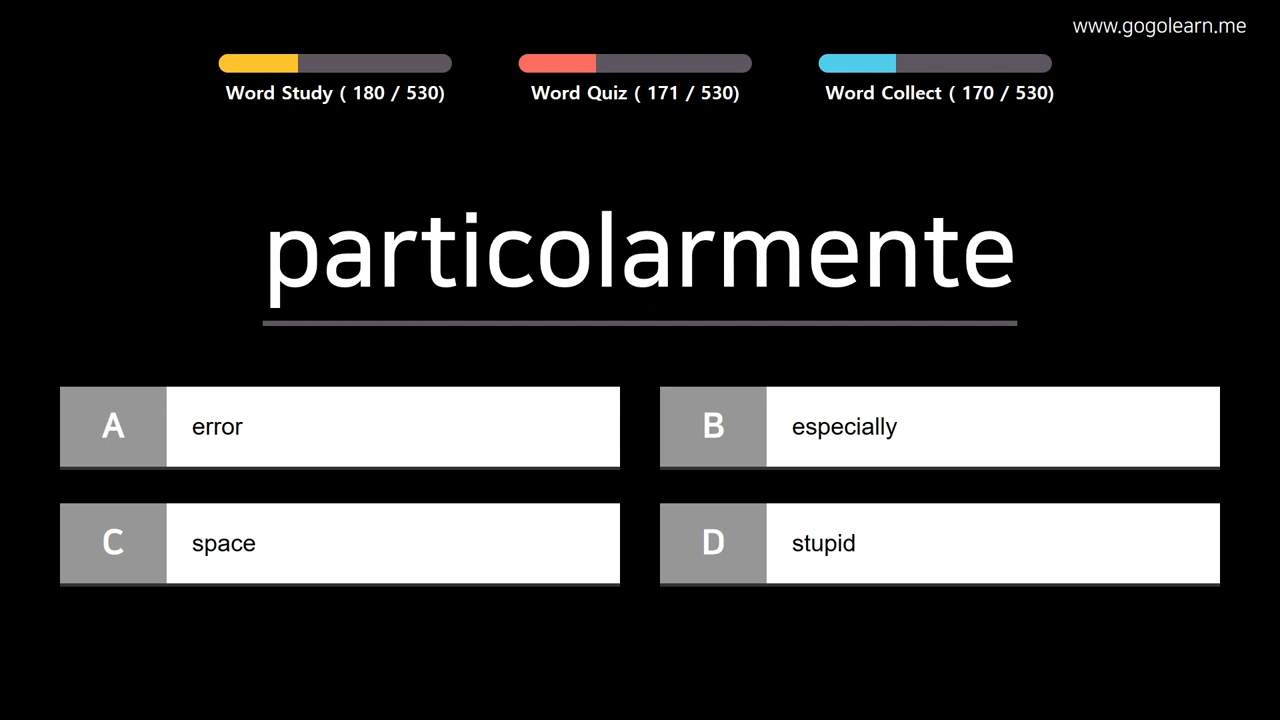 www.gogolearn.me
Word Study ( 180 / 530)
Word Quiz ( 171 / 530)
Word Collect ( 170 / 530)
particolarmente
A
error
B
especially
C
space
D
stupid